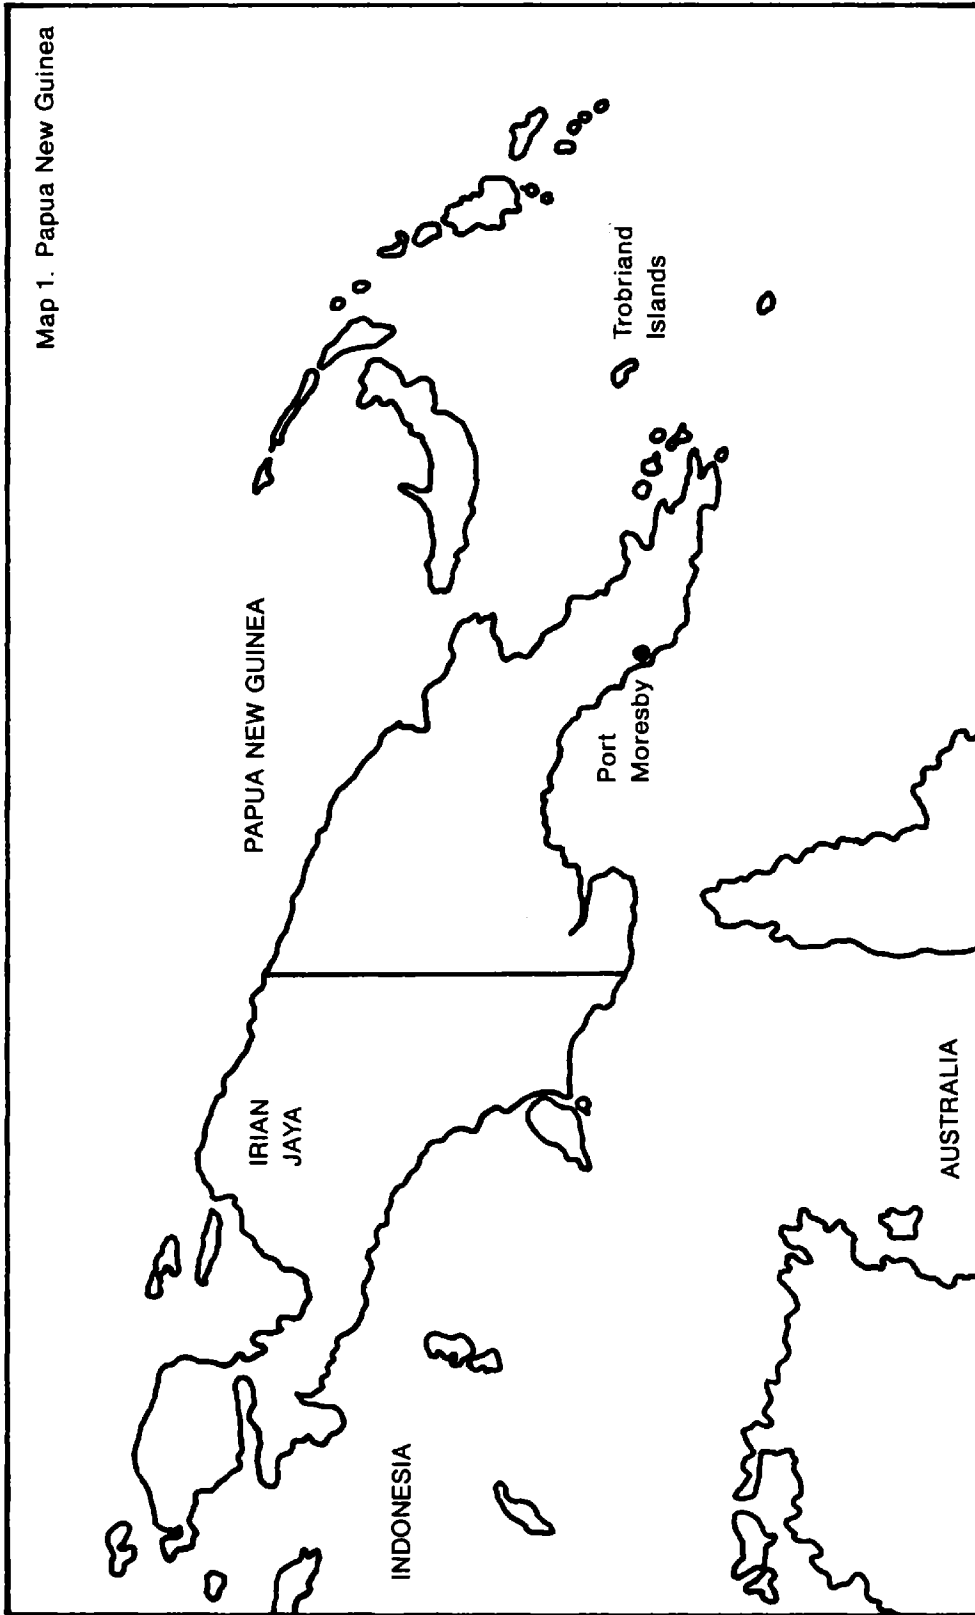 Map 1. Papua New Guinea
PAPUA NEW GUINEA
IRIAN
JAYA
Trobriand
Islands
Port
Moresby
INDONESIA
AUSTRALIA